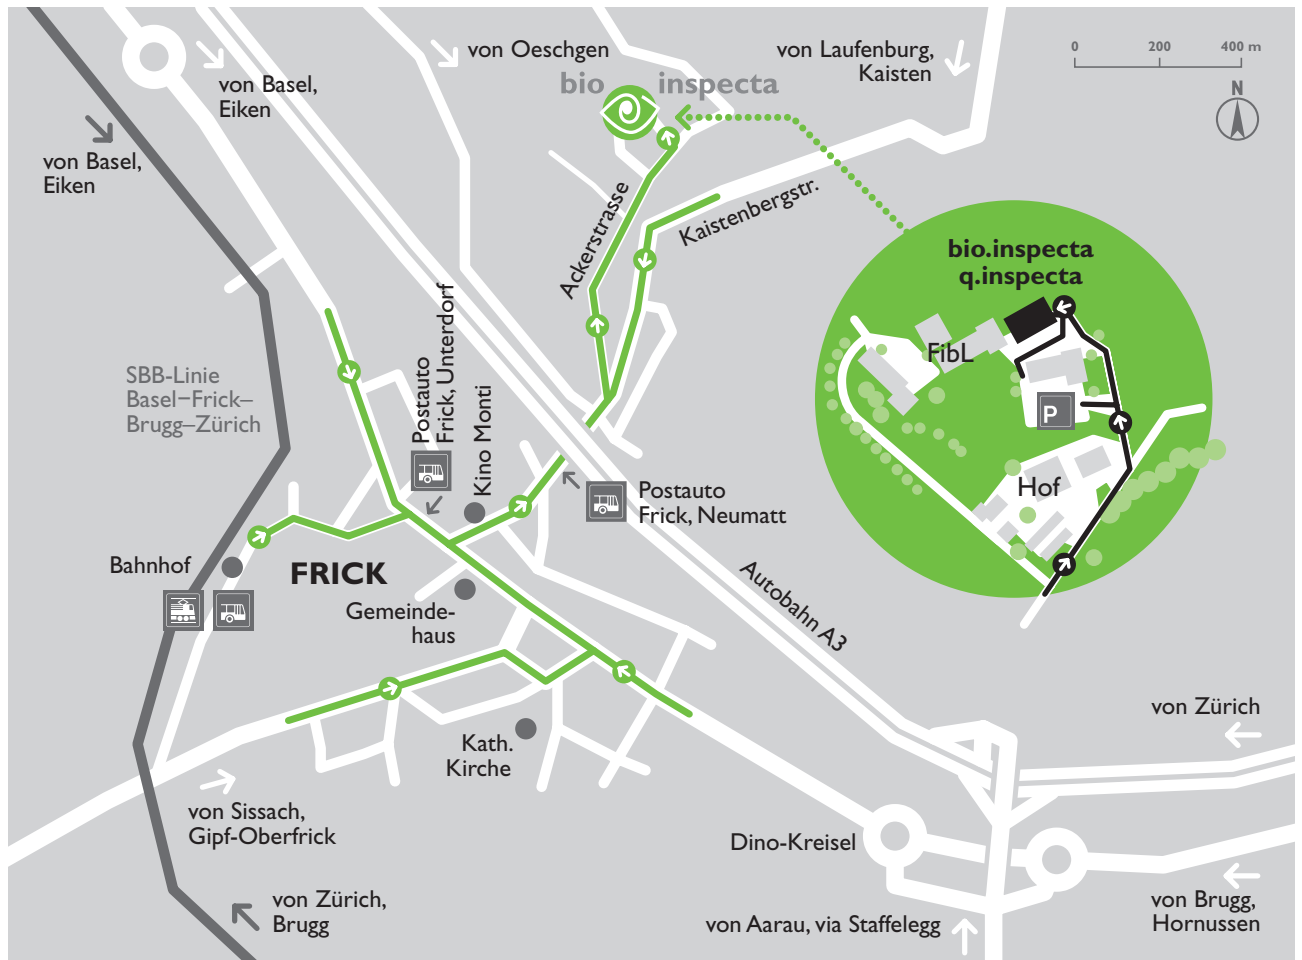 von Oeschgen
von Laufenburg,
Kaisten
0 200 400 m
N
von Basel,
Eiken
bio inspecta
von Basel,
Eiken
Ackerstrasse
Kaistenbergstr.
bio.inspecta
q.inspecta
FibL
P
Hof
SBB-Linie
Basel–Frick–
Brugg–Zürich
Postauto
Frick, Unterdorf
Kino Monti
Postauto
Frick, Neumatt
Bahnhof
FRICK
Gemeinde-
haus
Autobahn A3
Kath.
Kirche
von Zürich
von Sissach,
Gipf-Oberfrick
Dino-Kreisel
von Zürich,
Brugg
von Aarau, via Staffelegg
von Brugg,
Hornussen